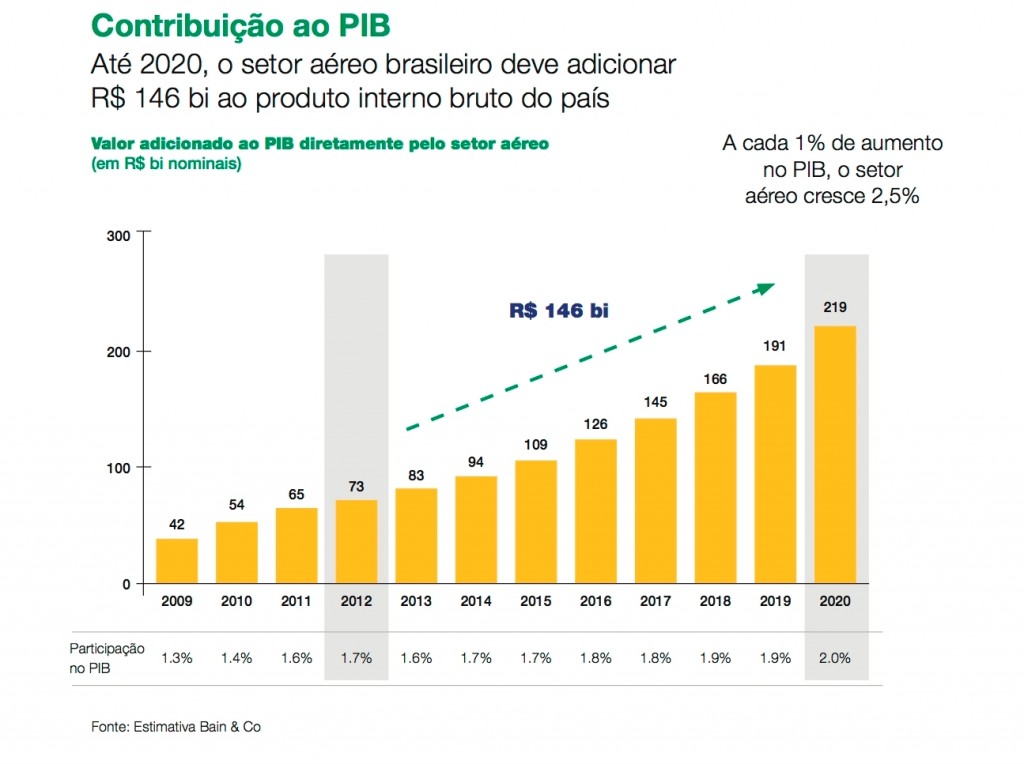 Contribuição ao PIB
Até 2020, o setor aéreo brasileiro deve adicionar
R$ 146 bi ao produto interno bruto do país
Valor adicionado ao PIB diretamente pelo setor aéreo
(em R$ bi nominais)
A cada 1% de aumento
no PIB, o setor
aéreo cresce 2,5%
300
200
100
0
R$ 146 bi
42 54 65 73 83 94 109 126 145 166 191 219
2009 2010 2011 2012 2013 2014 2015 2016 2017 2018 2019 2020
Participação
no PIB
1.3% 1.4% 1.6% 1.7% 1.6% 1.7% 1.7% 1.8% 1.8% 1.9% 1.9% 2.0%
Fonte: Estimativa Bain & Co